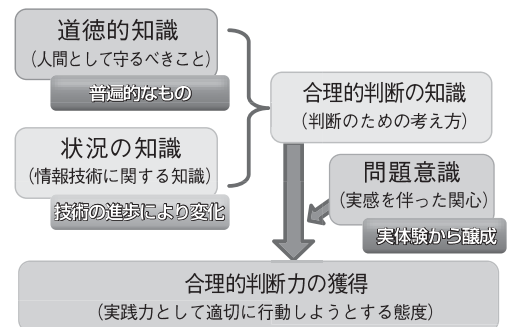 道徳的知識
(人間として守るべきこと)
普遍的なもの
状況の知識
(情報技術に関する知識)
技術の進歩により変化
合理的判断の知識
(判断のための考え方)
問題意識
(実感を伴った関心)
実体験から醸成
合理的判断力の獲得
(実践力として適切に行動しようとする態度)